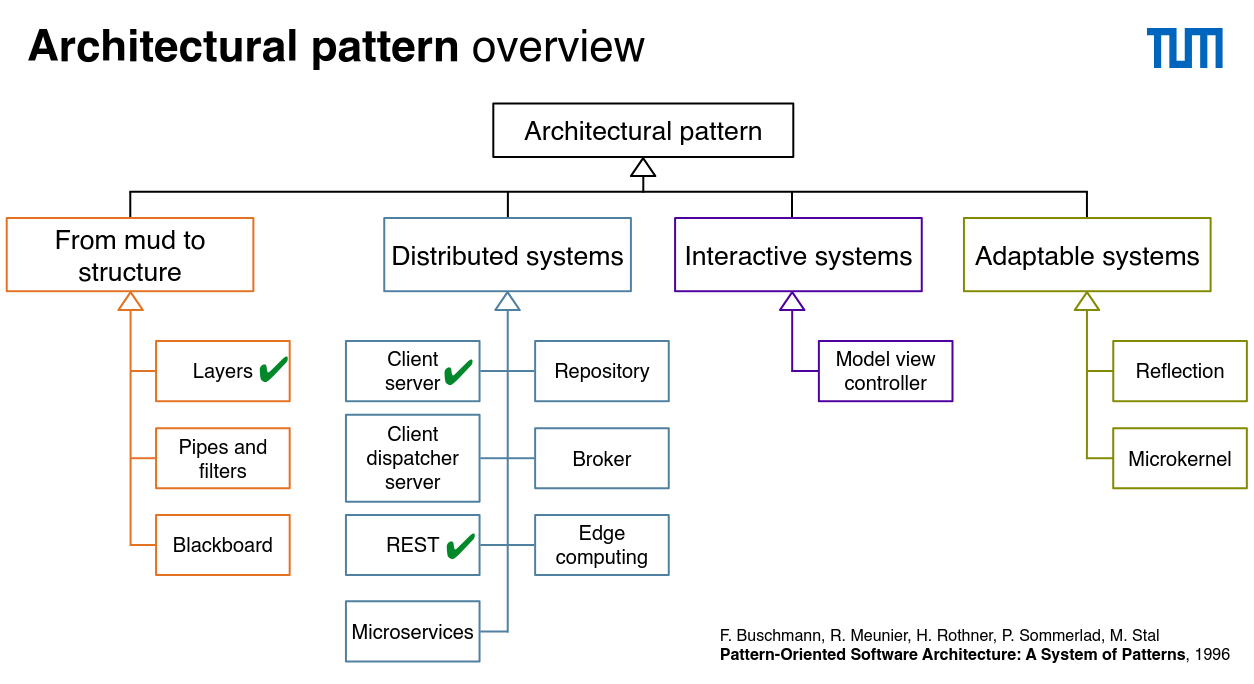 Architectural pattern overview
TUM
Architectural pattern
From mud to
structure
Distributed systems
Interactive systems
Adaptable systems
Layers
Pipes and
filters
Blackboard
Client
server
Client
dispatcher
server
REST
Microservices
Repository
Broker
Edge
computing
Model view
controller
Reflection
Microkernel
F. Buschmann, R. Meunier, H. Rothner, P. Sommerlad, M. Stal
Pattern-Oriented Software Architecture: A System of Patterns, 1996